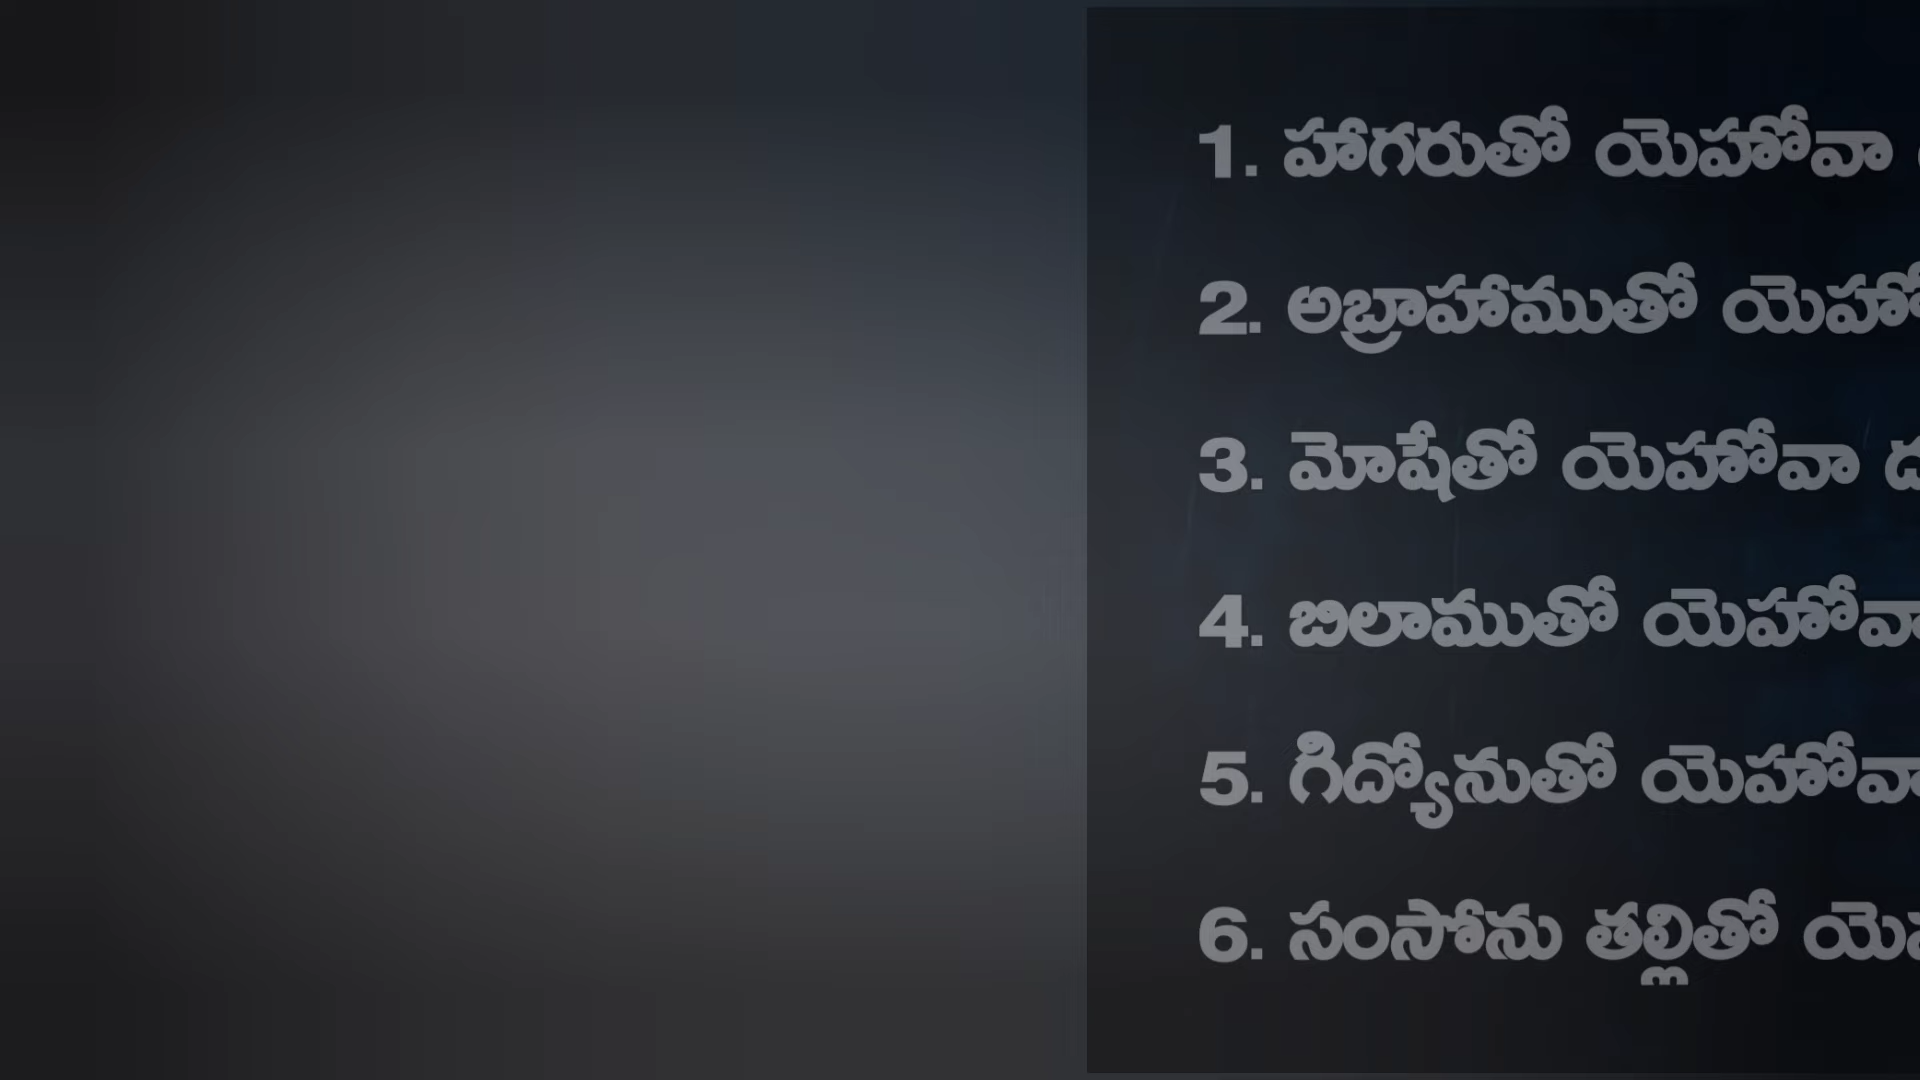 1. హాగరుతో యెహోవా
2. అబ్రాహాముతో
3. మోషేతో యెహోవా
4. బిలాముతో యెహోవా
5. గిద్యోనుతో యెహోవా
6. సంసోను తల్లితో